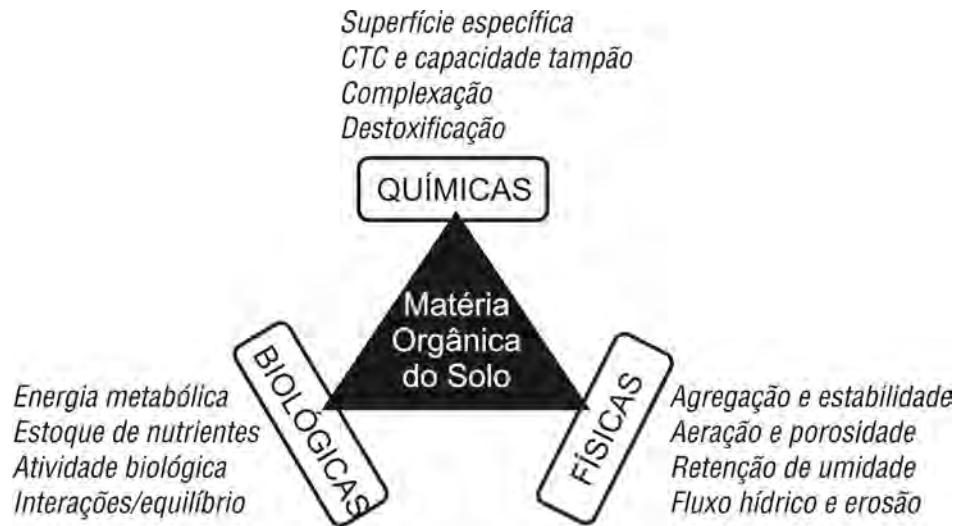 Superfície específica
CTC e capacidade tampão
Complexação
Destoxificação
QUÍMICAS
Matéria
Orgânica
do Solo
BIOLÓGICAS
Energia metabólica
Estoque de nutrientes
Atividade biológica
Interações/equilíbrio
FÍSICAS
Agregação e estabilidade
Aeração e porosidade
Retenção de umidade
Fluxo hídrico e erosão